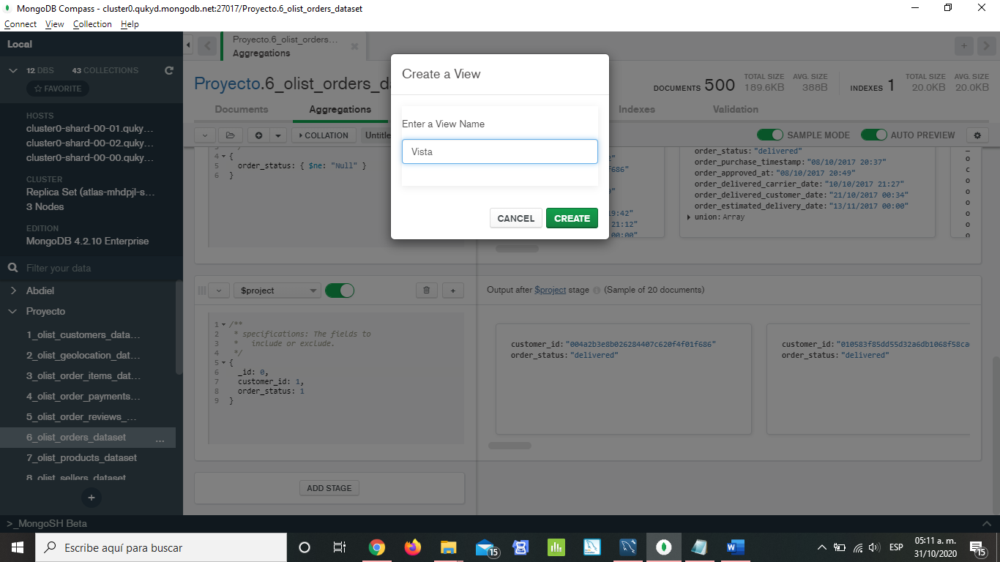 MongoDB Compass - cluster0.qukyd.mongodb.net:27017/Proyecto.6_olist_orders_dataset
Connect View Collection Help
Local
12 DBS 43 COLLECTIONS
FAVORITE
HOSTS
cluster0-shard-00-01.quky...
cluster0-shard-00-02.quky...
cluster0-shard-00-00.quky...
CLUSTER
Replica Set (atlas-mhdpjl-s...
3 Nodes
EDITION
MongoDB 4.2.10 Enterprise
Filter your data
Abdiel
Proyecto
1_olist_customers_data...
2_olist_geolocation_dat...
3_olist_order_items_dat...
4_olist_order_payments...
5_olist_order_reviews_...
6_olist_orders_dataset ...
7_olist_products_dataset
8_olist_sellers_dataset
+
Proyecto.6_olist_orders...
Aggregations
Proyecto.6_olist_orders_da
DOCUMENTS 500 TOTAL SIZE 189.6KB AVG. SIZE 388B INDEXES 1 TOTAL SIZE 20.0KB AVG. SIZE 20.0KB
Documents Aggregations Indexes Validation
COLLATION Untitle SAMPLE MODE AUTO PREVIEW
Create a View
Enter a View Name
Vista
CANCEL CREATE
4 {
5 order_status: { $ne: "Null" }
6 }
f686"
19:42"
21:12"
00:00"
order_status: "delivered"
order_purchase_timestamp: "08/10/2017 20:37"
order_approved_at: "08/10/2017 20:49"
order_delivered_carrier_date: "10/10/2017 21:27"
order_delivered_customer_date: "21/10/2017 00:34"
order_estimated_delivery_date: "13/11/2017 00:00"
union: Array
$project
Output after $project stage (Sample of 20 documents)
1 /**
2 * specifications: The fields to
3 * include or exclude.
4 */
5 {
6 _id: 0,
7 customer_id: 1,
8 order_status: 1
9 }
customer_id: "004a2b3e8b026284407c620f4f01f686"
order_status: "delivered"
customer_id: "010583f85dd55d32a6db1068f58ca
order_status: "delivered"
ADD STAGE
>_MongoSH Beta
Escribe aquí para buscar
15
ESP
05:11 a. m.
31/10/2020
15